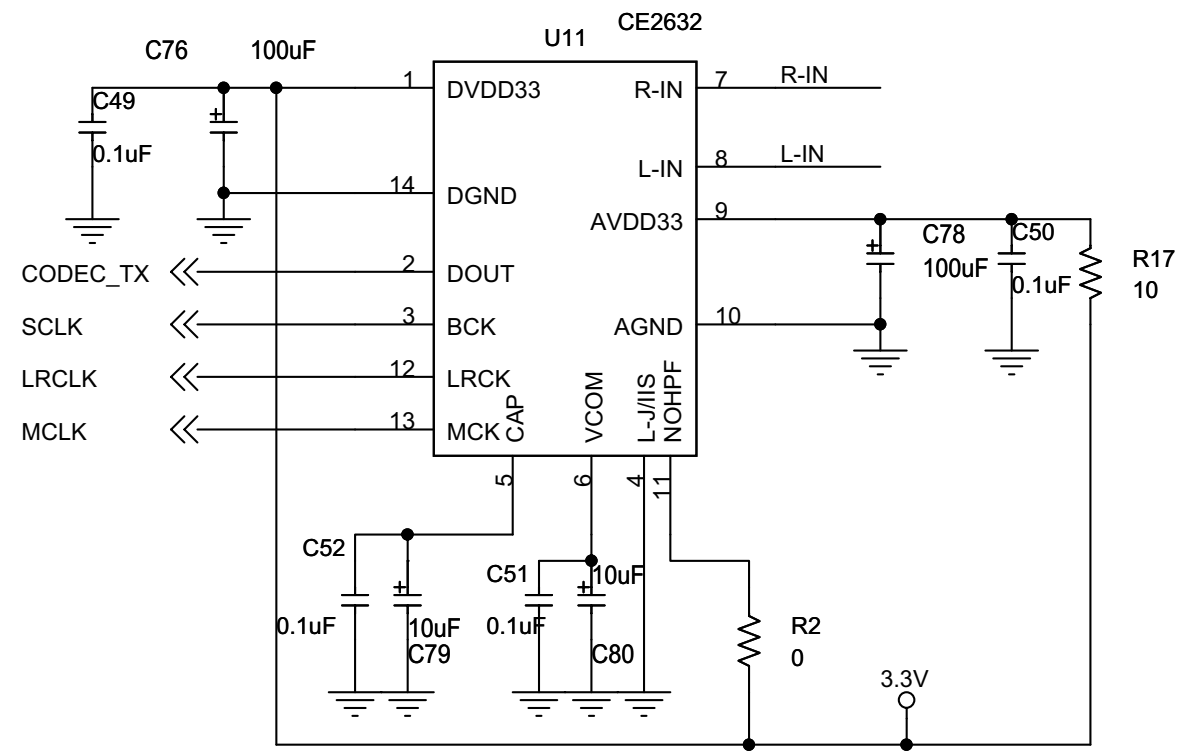 CE2632
U11
C76 100uF
1 DVDD33 R-IN 7 R-IN
C49
+
0.1uF
L-IN 8 L-IN
14 DGND
AVDD33 9
+
C78 C50
100uF 0.1uF
R17
10
CODEC_TX 2 DOUT
SCLK 3 BCK
AGND 10
LRCLK 12 LRCK
MCLK 13 MCK
CAP
VCOM
L-J/IIS
NOHPF
5
6
4
11
C52
+
0.1uF
10uF
C79
C51
+
10uF
0.1uF
C80
R2
0
3.3V